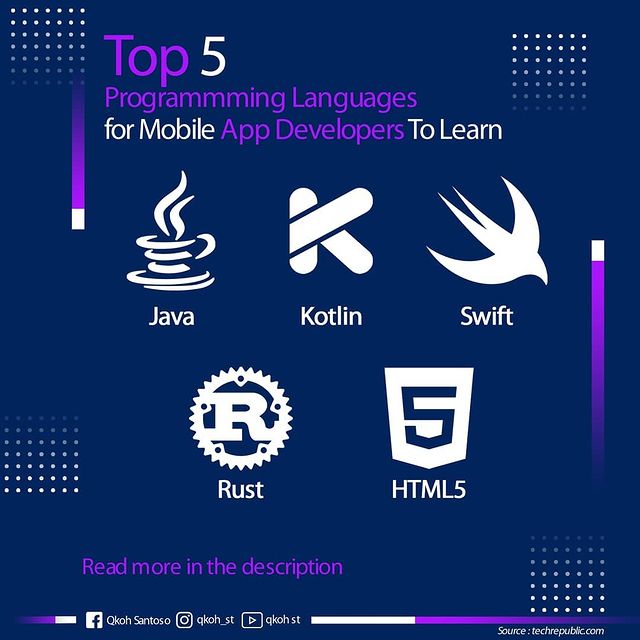 Top 5
Programmming Languages
for Mobile App Developers To Learn
Java
Kotlin
Swift
R
5
Rust
HTML5
Read more in the description
Qkoh Santoso qkoh_st qkoh st
Source : techrepublic.com